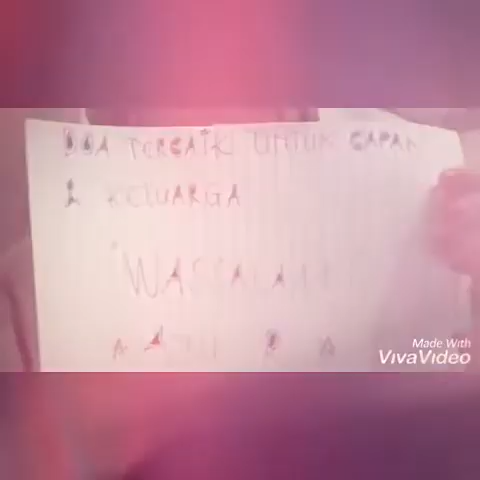 DOA TERBAIK UNTUK BAPAK
& KELUARGA
"WASSALAM
Made With
VivaVideo